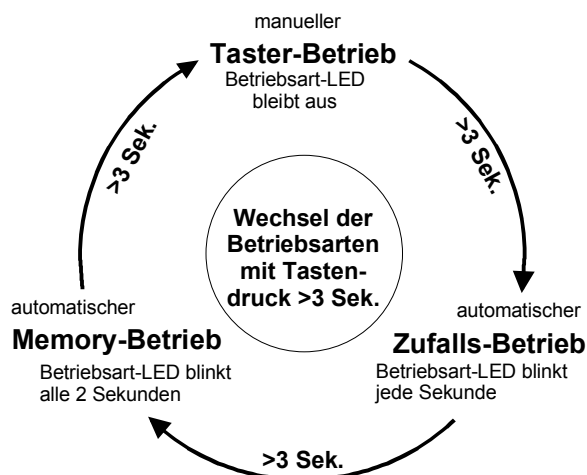 manueller
Taster-Betrieb
Betriebsart-LED
bleibt aus
>3 Sek.
>3 Sek.
Wechsel der
Betriebsarten
mit Tasten-
druck >3 Sek.
automatischer
Memory-Betrieb
Betriebsart-LED blinkt
alle 2 Sekunden
automatischer
Zufalls-Betrieb
Betriebsart-LED blinkt
jede Sekunde
>3 Sek.